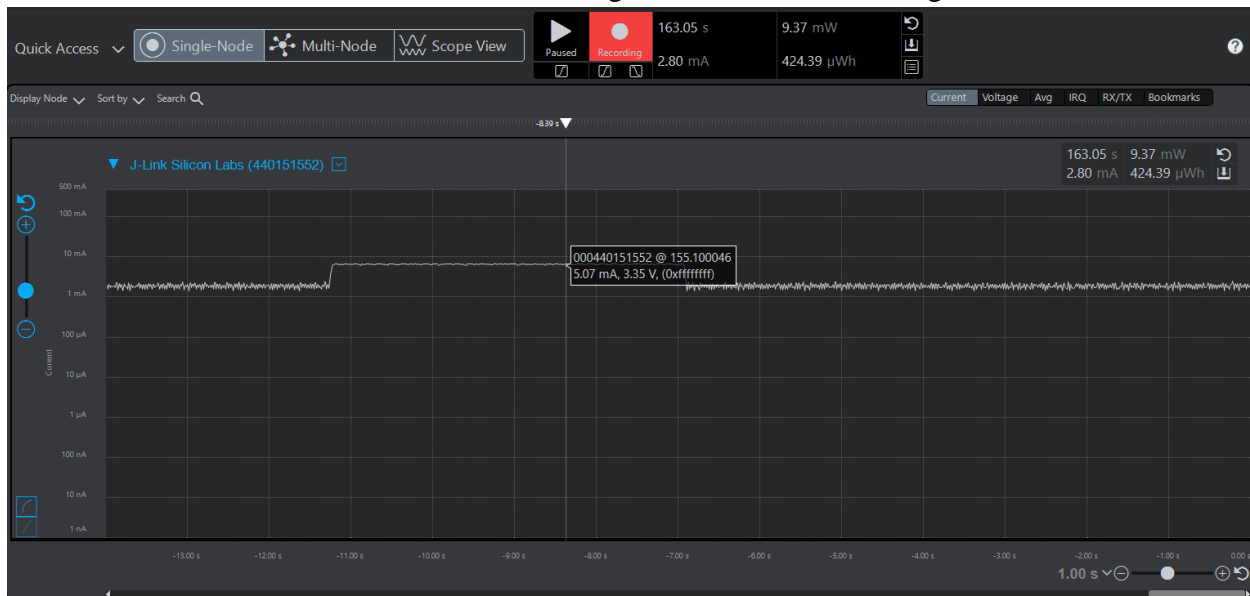 Quick Access Single-Node Multi-Node Scope View
Paused Recording
163.05 s 9.37 mW
2.80 mA 424.39 µWh
?
Display Node Sort by Search
Current Voltage Avg IRQ RX/TX Bookmarks
-8.39 s
J-Link Silicon Labs (440151552)
163.05 s 9.37 mW
2.80 mA 424.39 µWh
500 mA
100 mA
10 mA
000440151552 @ 155.100046
5.07 mA, 3.35 V, (0xffffffff)
1 mA
100 µA
Current
10 µA
1 µA
100 nA
10 nA
1 nA
-13.00 s -12.00 s -11.00 s -10.00 s -9.00 s -8.00 s -7.00 s -6.00 s -5.00 s -4.00 s -3.00 s -2.00 s -1.00 s 0.00 s
1.00 s